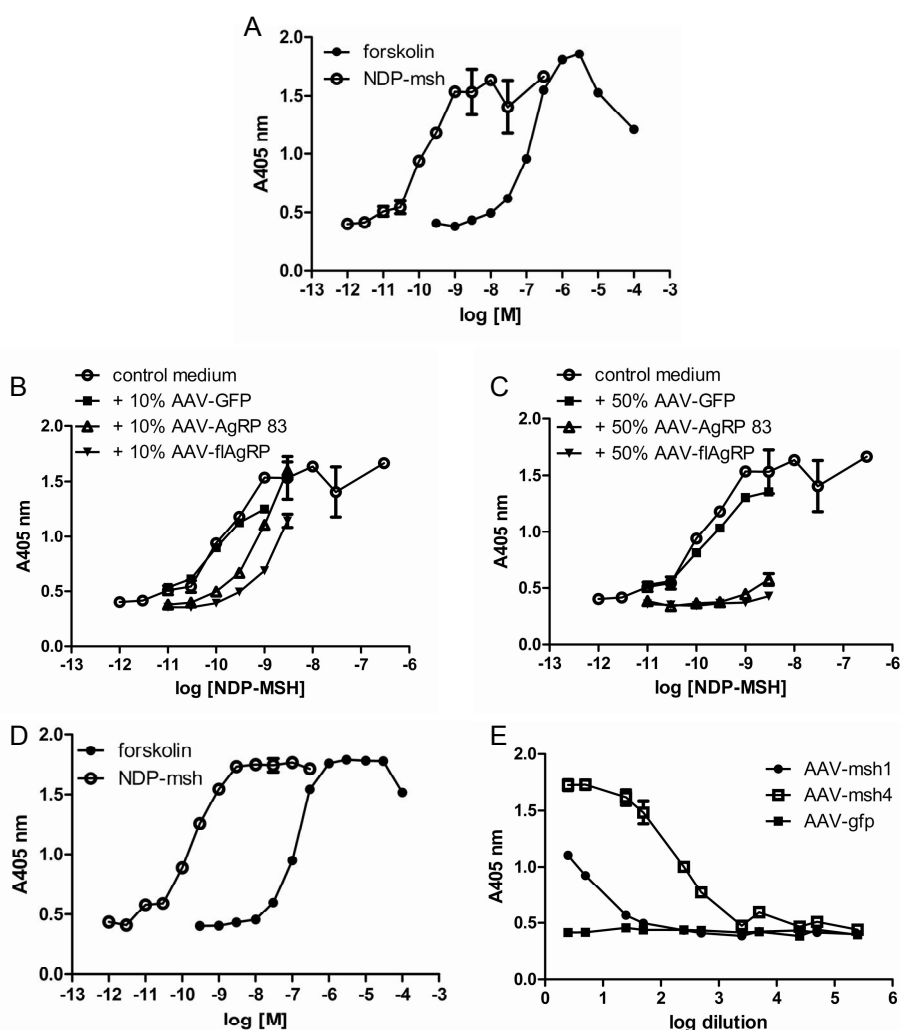 A
forskolin
NDP-msh
2.0
1.5
1.0
0.5
0.0
A405 nm
-13 -12 -11 -10 -9 -8 -7 -6 -5 -4 -3
log [M]
B
control medium
+ 10% AAV-GFP
+ 10% AAV-AgRP 83
+ 10% AAV-flAgRP
2.0
1.5
1.0
0.5
0.0
A405 nm
-13 -12 -11 -10 -9 -8 -7 -6
log [NDP-MSH]
C
control medium
+ 50% AAV-GFP
+ 50% AAV-AgRP 83
+ 50% AAV-flAgRP
2.0
1.5
1.0
0.5
0.0
A405 nm
-13 -12 -11 -10 -9 -8 -7 -6
log [NDP-MSH]
D
forskolin
NDP-msh
2.0
1.5
1.0
0.5
0.0
A405 nm
-13 -12 -11 -10 -9 -8 -7 -6 -5 -4 -3
log [M]
E
AAV-msh1
AAV-msh4
AAV-gfp
2.0
1.5
1.0
0.5
0.0
A405 nm
0 1 2 3 4 5 6
log dilution